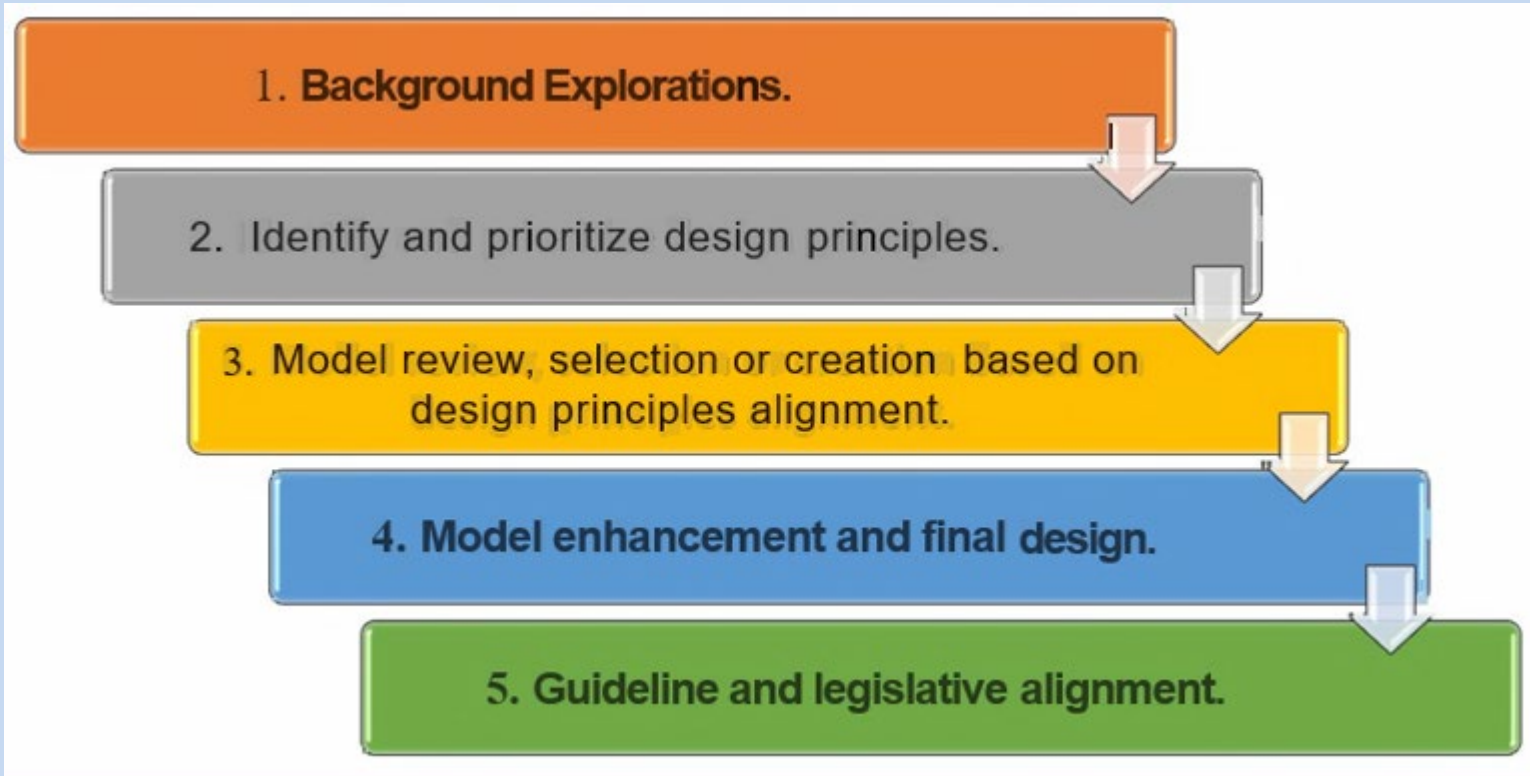 1. Background Explorations.
2. Identify and prioritize design principles.
3. Model review, selection or creation based on
design principles alignment.
4. Model enhancement and final design.
5. Guideline and legislative alignment.